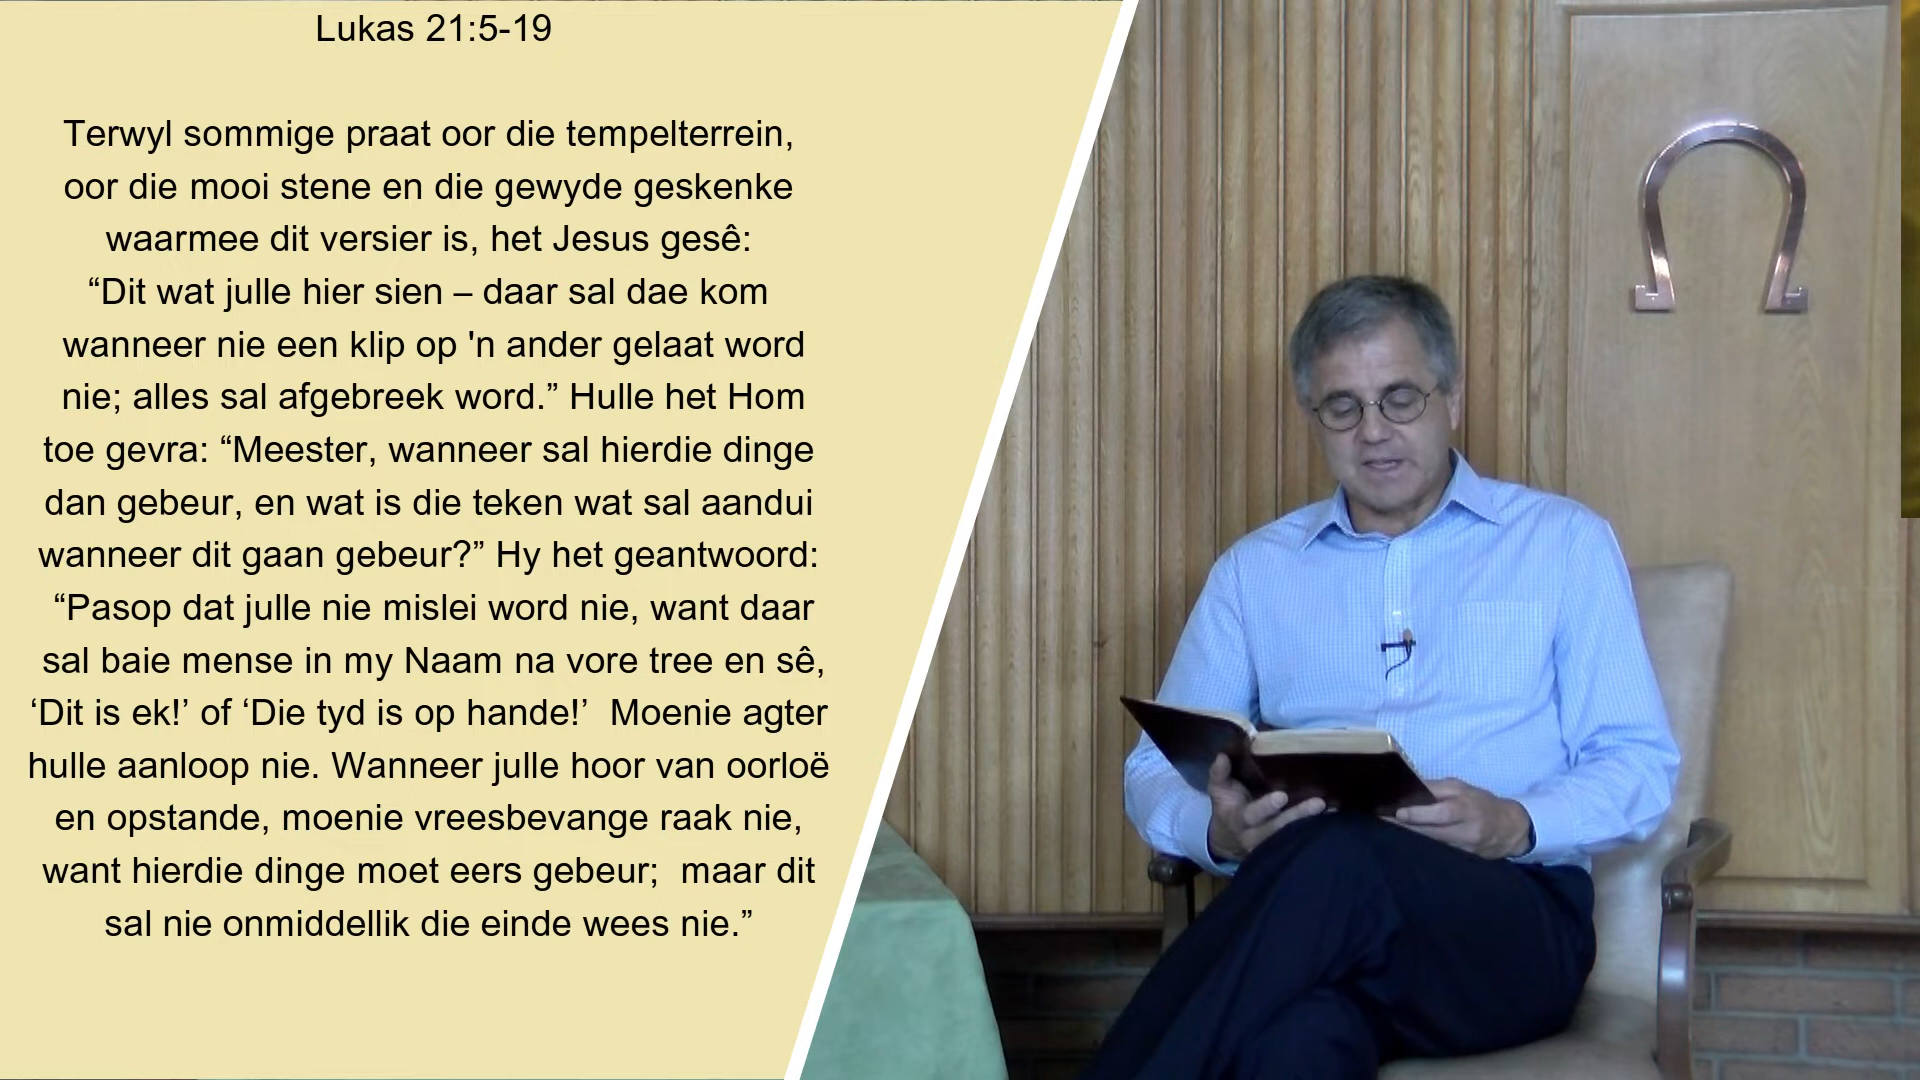 Lukas 21:5-19
Terwyl sommige praat oor die tempelterrein,
oor die mooi stene en die gewyde geskenke
waarmee dit versier is, het Jesus gesê:
“Dit wat julle hier sien – daar sal dae kom
wanneer nie een klip op 'n ander gelaat word
nie; alles sal afgebreek word.” Hulle het Hom
toe gevra: “Meester, wanneer sal hierdie dinge
dan gebeur, en wat is die teken wat sal aandui
wanneer dit gaan gebeur?” Hy het geantwoord:
“Pasop dat julle nie mislei word nie, want daar
sal baie mense in my Naam na vore tree en sê,
‘Dit is ek!’ of ‘Die tyd is op hande!’  Moenie agter
hulle aanloop nie. Wanneer julle hoor van oorloë
en opstande, moenie vreesbevange raak nie,
want hierdie dinge moet eers gebeur;  maar dit
sal nie onmiddellik die einde wees nie.”
Ω